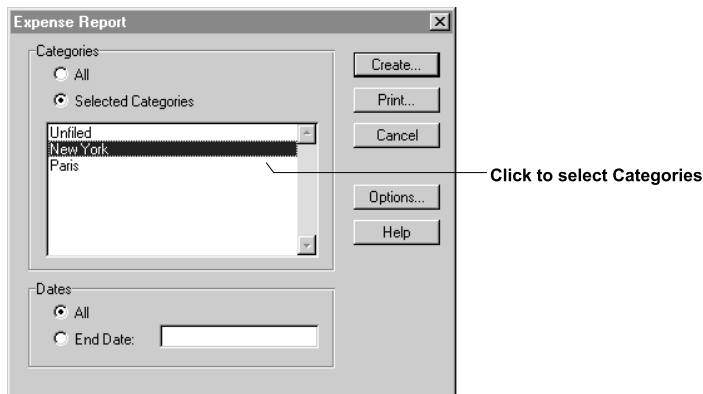 Expense Report
Categories
All
Selected Categories
Unfiled
New York
Paris
Dates
All
End Date:
Create...
Print...
Cancel
Options...
Help
Click to select Categories